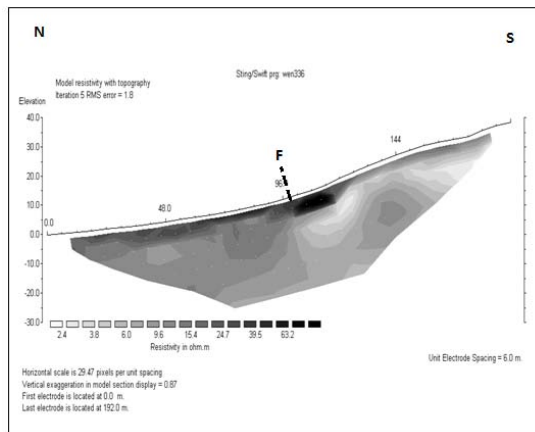 N
S
Sting/Swift prg: wen336
Model resistivity with topography
Iteration 5 RMS error = 1.8
Elevation
40.0
30.0
20.0
10.0
0.0
-10.0
-20.0
-30.0
0.0
48.0
96.
144
F
2.4 3.8 6.0 9.6 15.4 24.7 39.5 63.2
Resistivity in ohm.m
Unit Electrode Spacing = 6.0 m.
Horizontal scale is 29.47 pixels per unit spacing
Vertical exaggeration in model section display = 0.87
First electrode is located at 0.0 m.
Last electrode is located at 192.0 m.